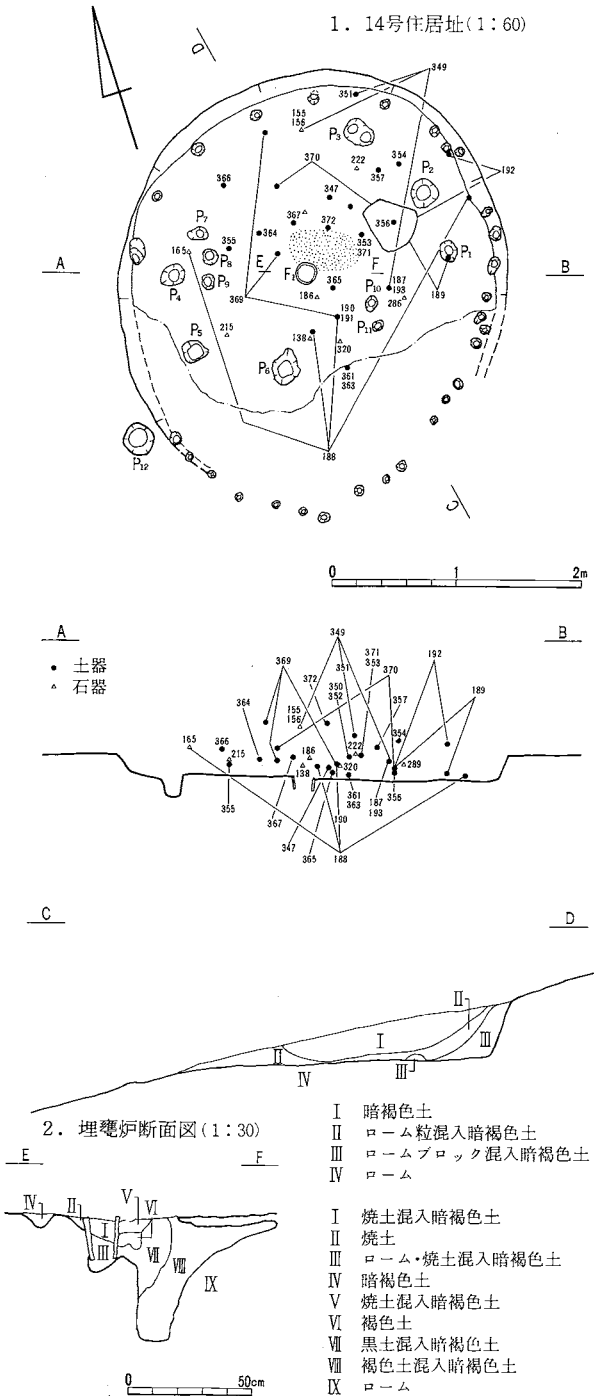 1. 14号住居址(1:60)
D
349
351
155
156
P3
192
366
370
222
357
354
P2
347
367
372
356
P7
364
353
371
165
355
P8
A
E
F1
F
P1
B
P4
P9
365
P10
187
193
286
189
369
186
190
191
P5
215
138
320
P11
P6
361
363
P12
188
C
0 1 2m
A
B
● 土器
△ 石器
349
369
372
351
371
353
370
192
350
352
357
189
364
155
156
165
366
215
186
222
354
138
320
289
355
367
361
363
187
193
356
347
190
365
188
C
D
Ⅱ
Ⅰ
Ⅲ
Ⅱ
Ⅳ
Ⅲ
Ⅰ 暗褐色土
Ⅱ ローム粒混入暗褐色土
Ⅲ ロームブロック混入暗褐色土
Ⅳ ローム
2. 埋甕炉断面図(1:30)
E
F
Ⅳ
Ⅱ
Ⅴ
Ⅵ
Ⅰ
Ⅲ
Ⅶ
Ⅷ
Ⅸ
Ⅰ 焼土混入暗褐色土
Ⅱ 焼土
Ⅲ ローム・焼土混入暗褐色土
Ⅳ 暗褐色土
Ⅴ 焼土混入暗褐色土
Ⅵ 褐色土
Ⅶ 黒土混入暗褐色土
Ⅷ 褐色土混入暗褐色土
Ⅸ ローム
0 50cm